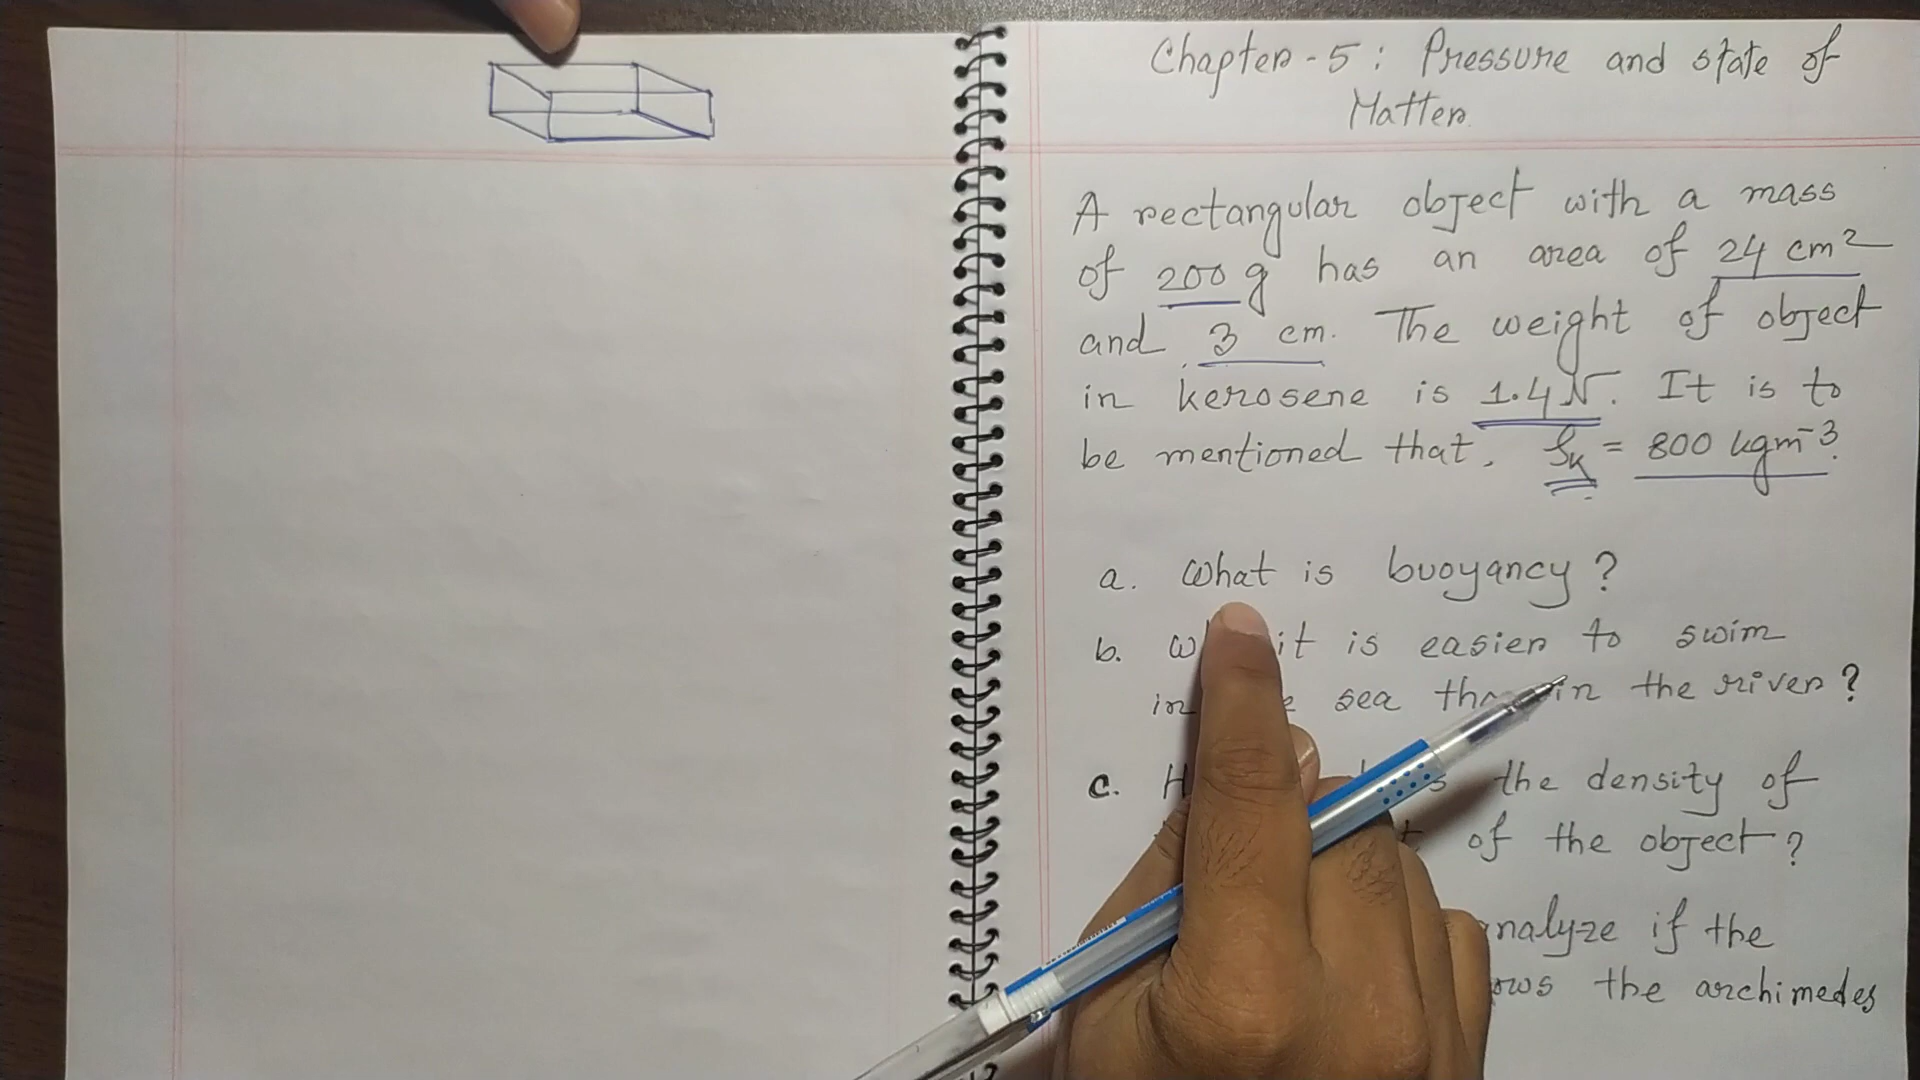 Chapter - 5 : Pressure and state of
Matter.
A rectangular object with a mass
of 200 g has an area of 24 cm²
and 3 cm. The weight of object
in kerosene is 1.4 N. It is to
be mentioned that, = 800 kgm⁻³.
a. What is buoyancy?
b. it is easier to swim
sea in the river?
c. the density of
of the object?
if the
the archimedes